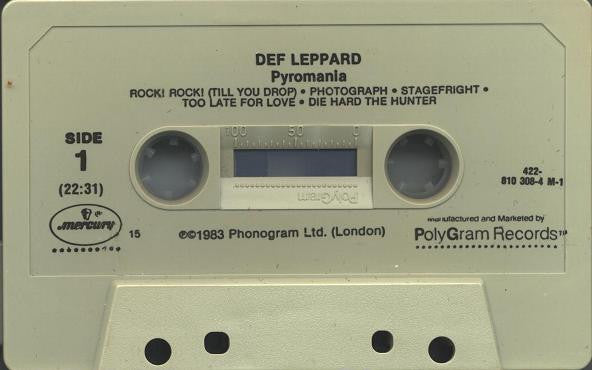 DEF LEPPARD
Pyromania
ROCK! ROCK! (TILL YOU DROP) • PHOTOGRAPH • STAGEFRIGHT •
TOO LATE FOR LOVE • DIE HARD THE HUNTER
SIDE
1
(22:31)
100 50 0
PolyGram
422-
810 308-4 M-1
mercury
15
℗©1983 Phonogram Ltd. (London)
Manufactured and Marketed by
PolyGram Records™